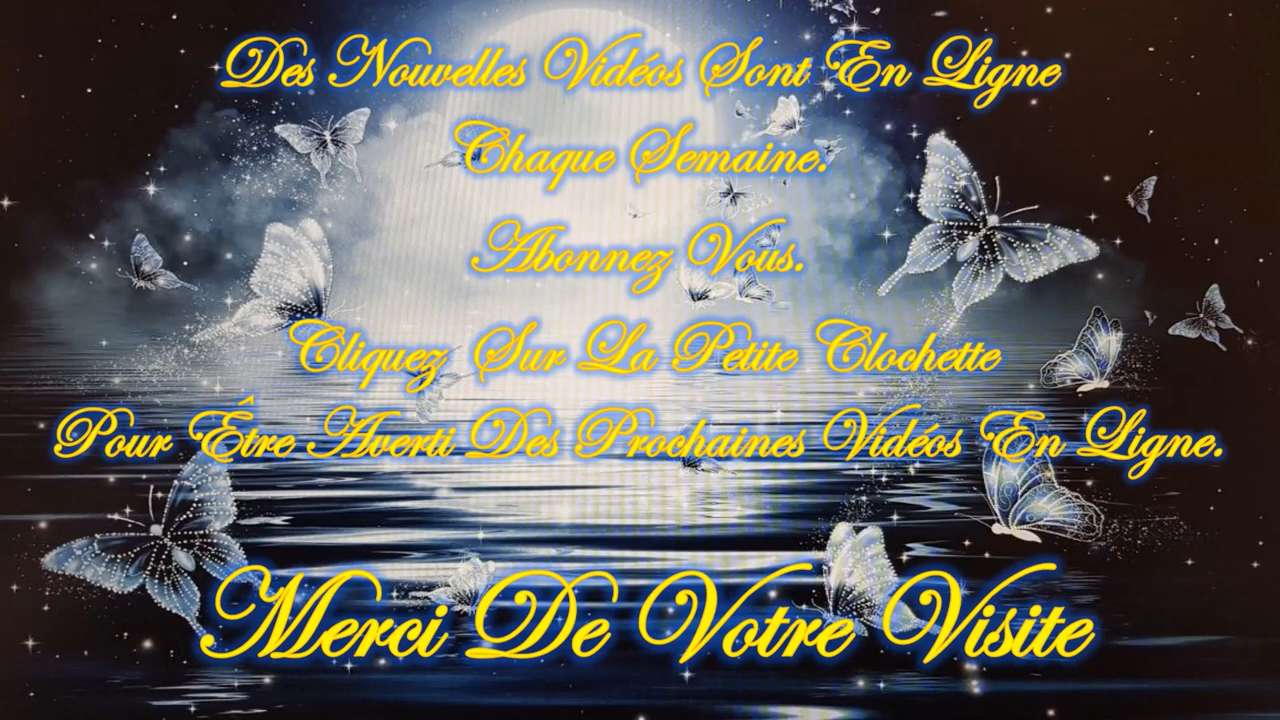 Des Nouvelles Vidéos Sont En Ligne
Chaque Semaine.
Abonnez Vous.
Cliquez Sur La Petite Clochette
Pour Être Averti Des Prochaines Vidéos En Ligne.
Merci De Votre Visite